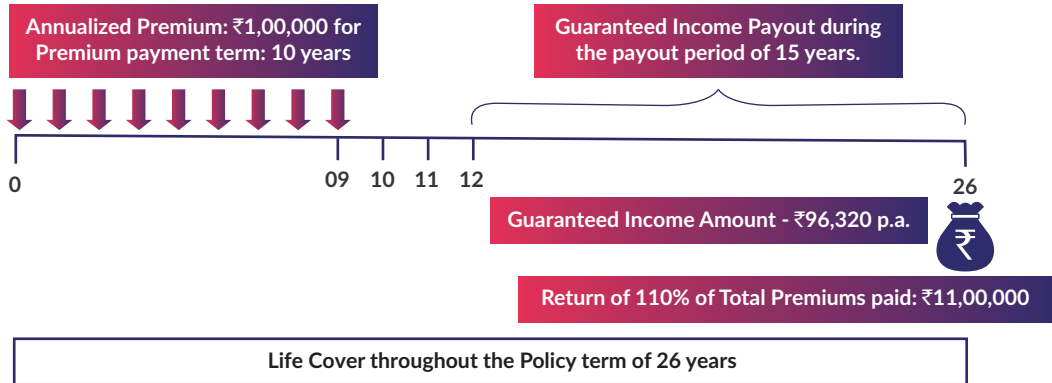 Annualized Premium: ₹1,00,000 for
Premium payment term: 10 years
Guaranteed Income Payout during
the payout period of 15 years.
0
09
10
11
12
26
Guaranteed Income Amount - ₹96,320 p.a.
₹
Return of 110% of Total Premiums paid: ₹11,00,000
Life Cover throughout the Policy term of 26 years